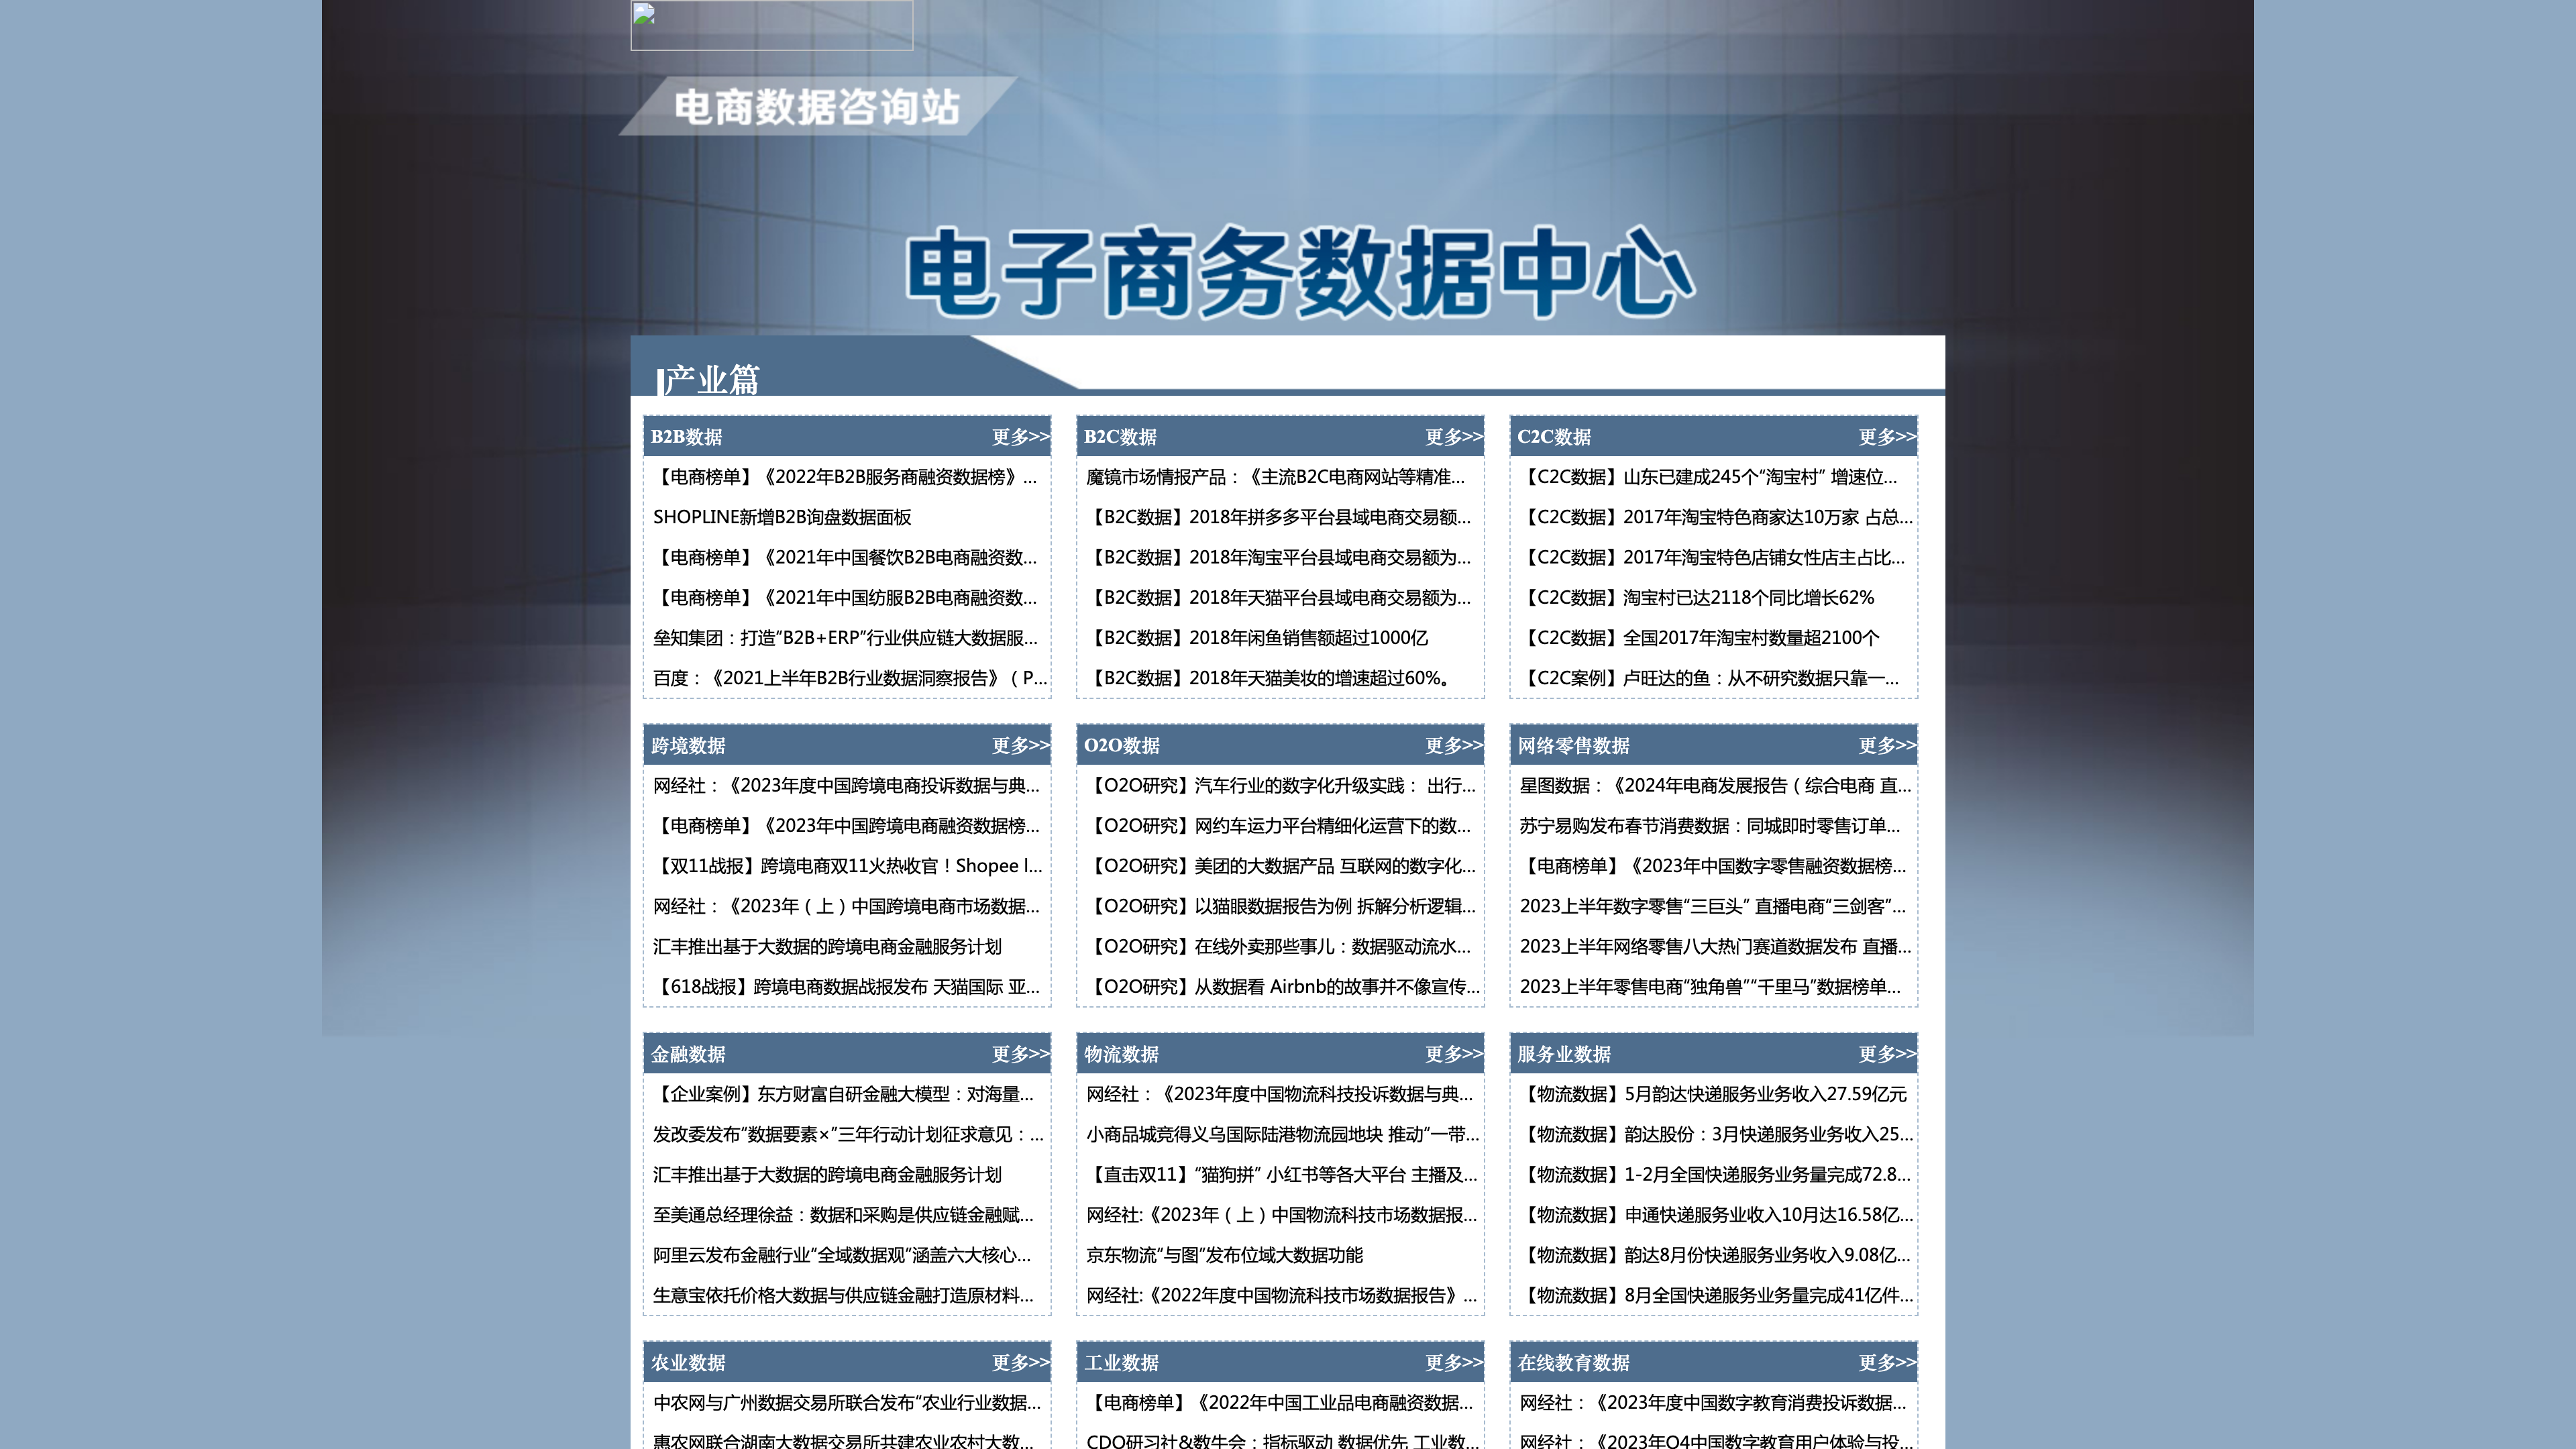 电商数据咨询站
电子商务数据中心
产业篇
B2B数据 更多>>
【电商榜单】《2022年B2B服务商融资数据榜》...
SHOPLINE新增B2B询盘数据面板
【电商榜单】《2021年中国餐饮B2B电商融资数...
【电商榜单】《2021年中国纺服B2B电商融资数...
垒知集团：打造“B2B+ERP”行业供应链大数据服...
百度：《2021上半年B2B行业数据洞察报告》（P...
B2C数据 更多>>
魔镜市场情报产品：《主流B2C电商网站等精准...
【B2C数据】2018年拼多多平台县域电商交易额...
【B2C数据】2018年淘宝平台县域电商交易额为...
【B2C数据】2018年天猫平台县域电商交易额为...
【B2C数据】2018年闲鱼销售额超过1000亿
【B2C数据】2018年天猫美妆的增速超过60%。
C2C数据 更多>>
【C2C数据】山东已建成245个“淘宝村” 增速位...
【C2C数据】2017年淘宝特色商家达10万家 占总...
【C2C数据】2017年淘宝特色店铺女性店主占比...
【C2C数据】淘宝村已达2118个同比增长62%
【C2C数据】全国2017年淘宝村数量超2100个
【C2C案例】卢旺达的鱼：从不研究数据只靠一...
跨境数据 更多>>
网经社：《2023年度中国跨境电商投诉数据与典...
【电商榜单】《2023年中国跨境电商融资数据榜...
【双11战报】跨境电商双11火热收官！Shopee l...
网经社：《2023年（上）中国跨境电商市场数据...
汇丰推出基于大数据的跨境电商金融服务计划
【618战报】跨境电商数据战报发布 天猫国际 亚...
O2O数据 更多>>
【O2O研究】汽车行业的数字化升级实践： 出行...
【O2O研究】网约车运力平台精细化运营下的数...
【O2O研究】美团的大数据产品 互联网的数字化...
【O2O研究】以猫眼数据报告为例 拆解分析逻辑...
【O2O研究】在线外卖那些事儿：数据驱动流水...
【O2O研究】从数据看 Airbnb的故事并不像宣传...
网络零售数据 更多>>
星图数据：《2024年电商发展报告（综合电商 直...
苏宁易购发布春节消费数据：同城即时零售订单...
【电商榜单】《2023年中国数字零售融资数据榜...
2023上半年数字零售“三巨头” 直播电商“三剑客”...
2023上半年网络零售八大热门赛道数据发布 直播...
2023上半年零售电商“独角兽”“千里马”数据榜单...
金融数据 更多>>
【企业案例】东方财富自研金融大模型：对海量...
发改委发布“数据要素×”三年行动计划征求意见：...
汇丰推出基于大数据的跨境电商金融服务计划
至美通总经理徐益：数据和采购是供应链金融赋...
阿里云发布金融行业“全域数据观”涵盖六大核心...
生意宝依托价格大数据与供应链金融打造原材料...
物流数据 更多>>
网经社：《2023年度中国物流科技投诉数据与典...
小商品城竞得义乌国际陆港物流园地块 推动“一带...
【直击双11】“猫狗拼” 小红书等各大平台 主播及...
网经社:《2023年（上）中国物流科技市场数据报...
京东物流“与图”发布位域大数据功能
网经社:《2022年度中国物流科技市场数据报告》...
服务业数据 更多>>
【物流数据】5月韵达快递服务业务收入27.59亿元
【物流数据】韵达股份：3月快递服务业务收入25...
【物流数据】1-2月全国快递服务业务量完成72.8...
【物流数据】申通快递服务业收入10月达16.58亿...
【物流数据】韵达8月份快递服务业务收入9.08亿...
【物流数据】8月全国快递服务业务量完成41亿件...
农业数据 更多>>
中农网与广州数据交易所联合发布“农业行业数据...
惠农网联合湖南大数据交易所共建农业农村大数...
工业数据 更多>>
【电商榜单】《2022年中国工业品电商融资数据...
CDO研习社&数牛会：指标驱动 数据优先 工业数...
在线教育数据 更多>>
网经社：《2023年度中国数字教育消费投诉数据...
网经社：《2023年Q4中国数字教育用户体验与投...